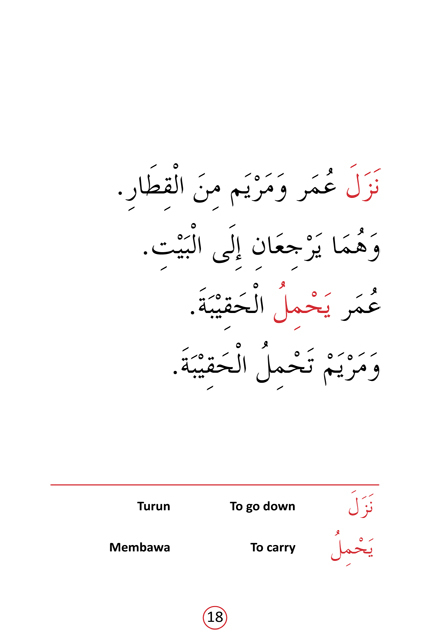 نَزَلَ عُمَر وَمَرْيَم مِنَ الْقِطَارِ.
وَهُمَا يَرْجِعَانِ إِلَى الْبَيْتِ.
عُمَر يَحْمِلُ الْحَقِيْبَةَ.
وَمَرْيَمْ تَحْمِلُ الْحَقِيْبَةَ.
نَزَلَ To go down Turun
يَحْمِلُ To carry Membawa
18